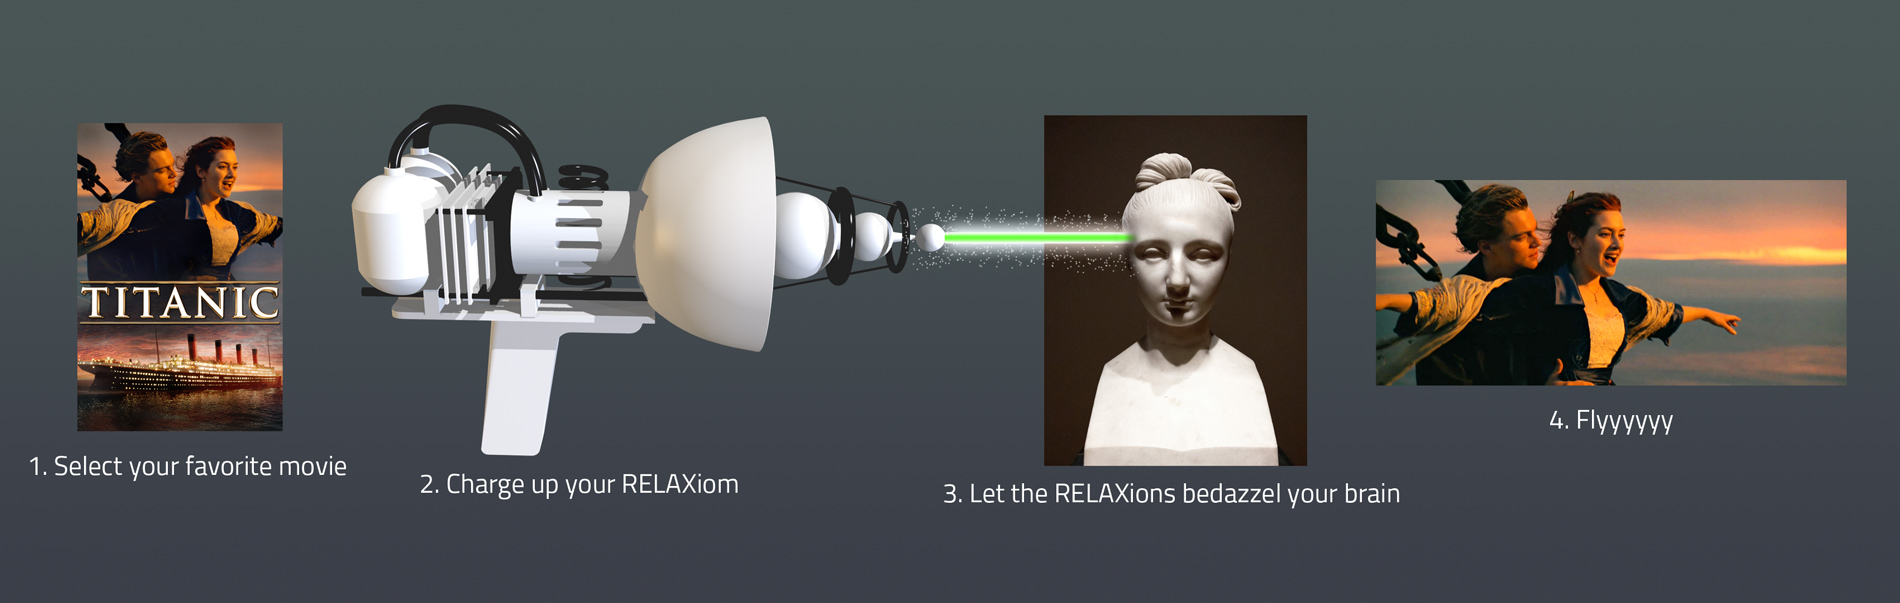 TITANIC
1. Select your favorite movie
2. Charge up your RELAXiom
3. Let the RELAXions bedazzel your brain
4. Flyyyyyy